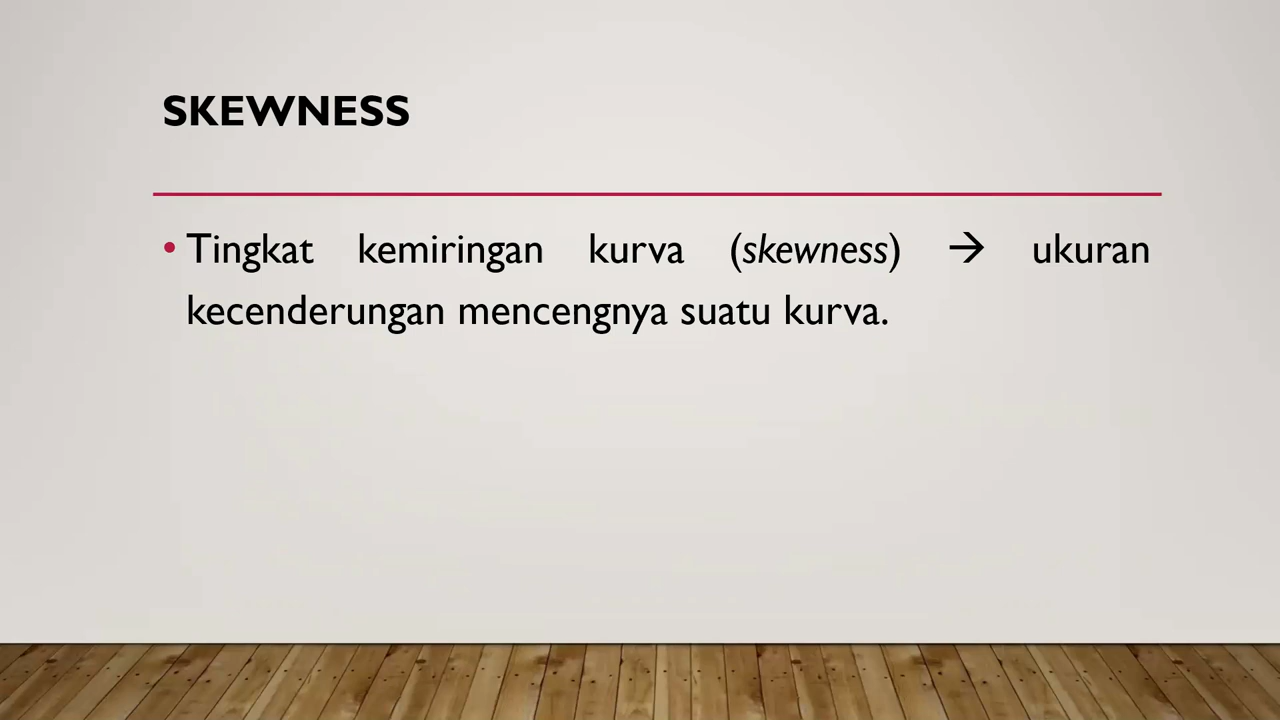 SKEWNESS
• Tingkat kemiringan kurva (skewness) → ukuran
kecenderungan mencengnya suatu kurva.